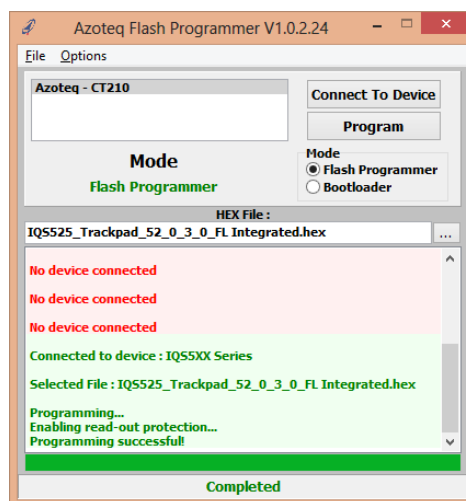 Azoteq Flash Programmer V1.0.2.24
File Options
Azoteq - CT210
Connect To Device
Program
Mode
Flash Programmer
Mode
Flash Programmer
Bootloader
HEX File :
IQS525_Trackpad_52_0_3_0_FL Integrated.hex
...
No device connected
No device connected
No device connected
Connected to device : IQS5XX Series
Selected File : IQS525_Trackpad_52_0_3_0_FL Integrated.hex
Programming...
Enabling read-out protection...
Programming successful!
Completed